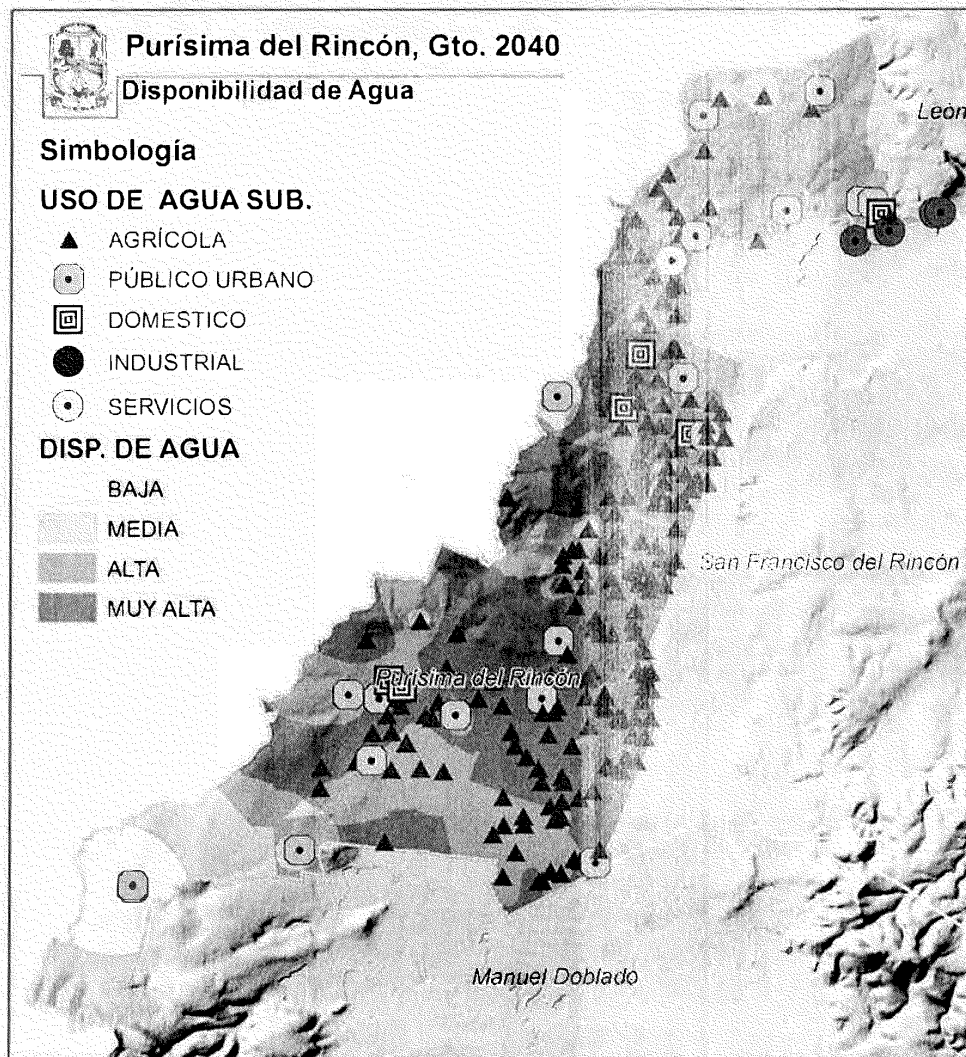 Purísima del Rincón, Gto. 2040
Disponibilidad de Agua
León
Simbología
USO DE AGUA SUB.
AGRÍCOLA
PÚBLICO URBANO
DOMESTICO
INDUSTRIAL
SERVICIOS
DISP. DE AGUA
BAJA
MEDIA
ALTA
MUY ALTA
San Francisco del Rincón
Purísima del Rincón
Manuel Doblado